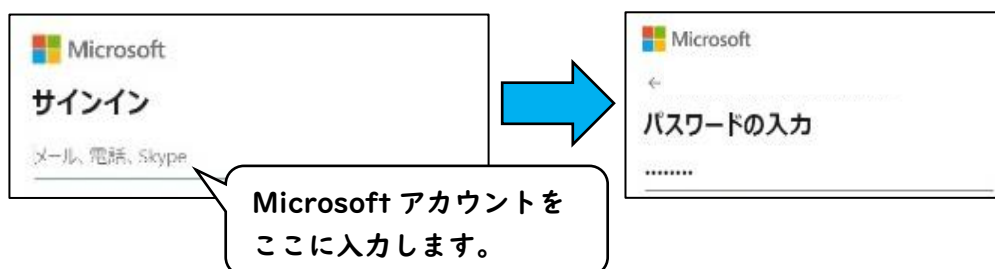 Microsoft
サインイン
メール、電話、Skype
Microsoft アカウントを
ここに入力します。
Microsoft
←
パスワードの入力
........